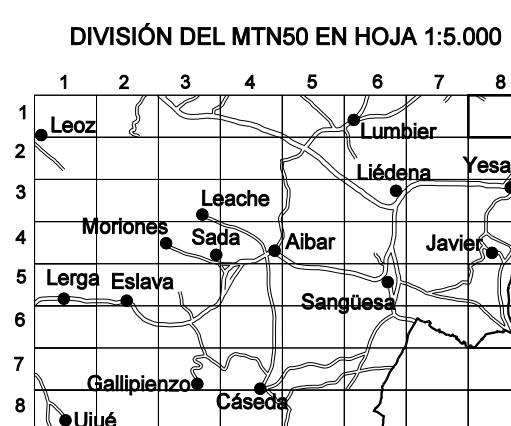 DIVISIÓN DEL MTN50 EN HOJA 1:5.000
1 2 3 4 5 6 7 8
1
Leoz
Lumbier
2
Liédena
Yesa
3
Leache
Moriones
Sada
4
Aibar
Javier
5
Lerga
Eslava
Sangüesa
6
7
Gallipienzo
Cáseda
8
Ujué